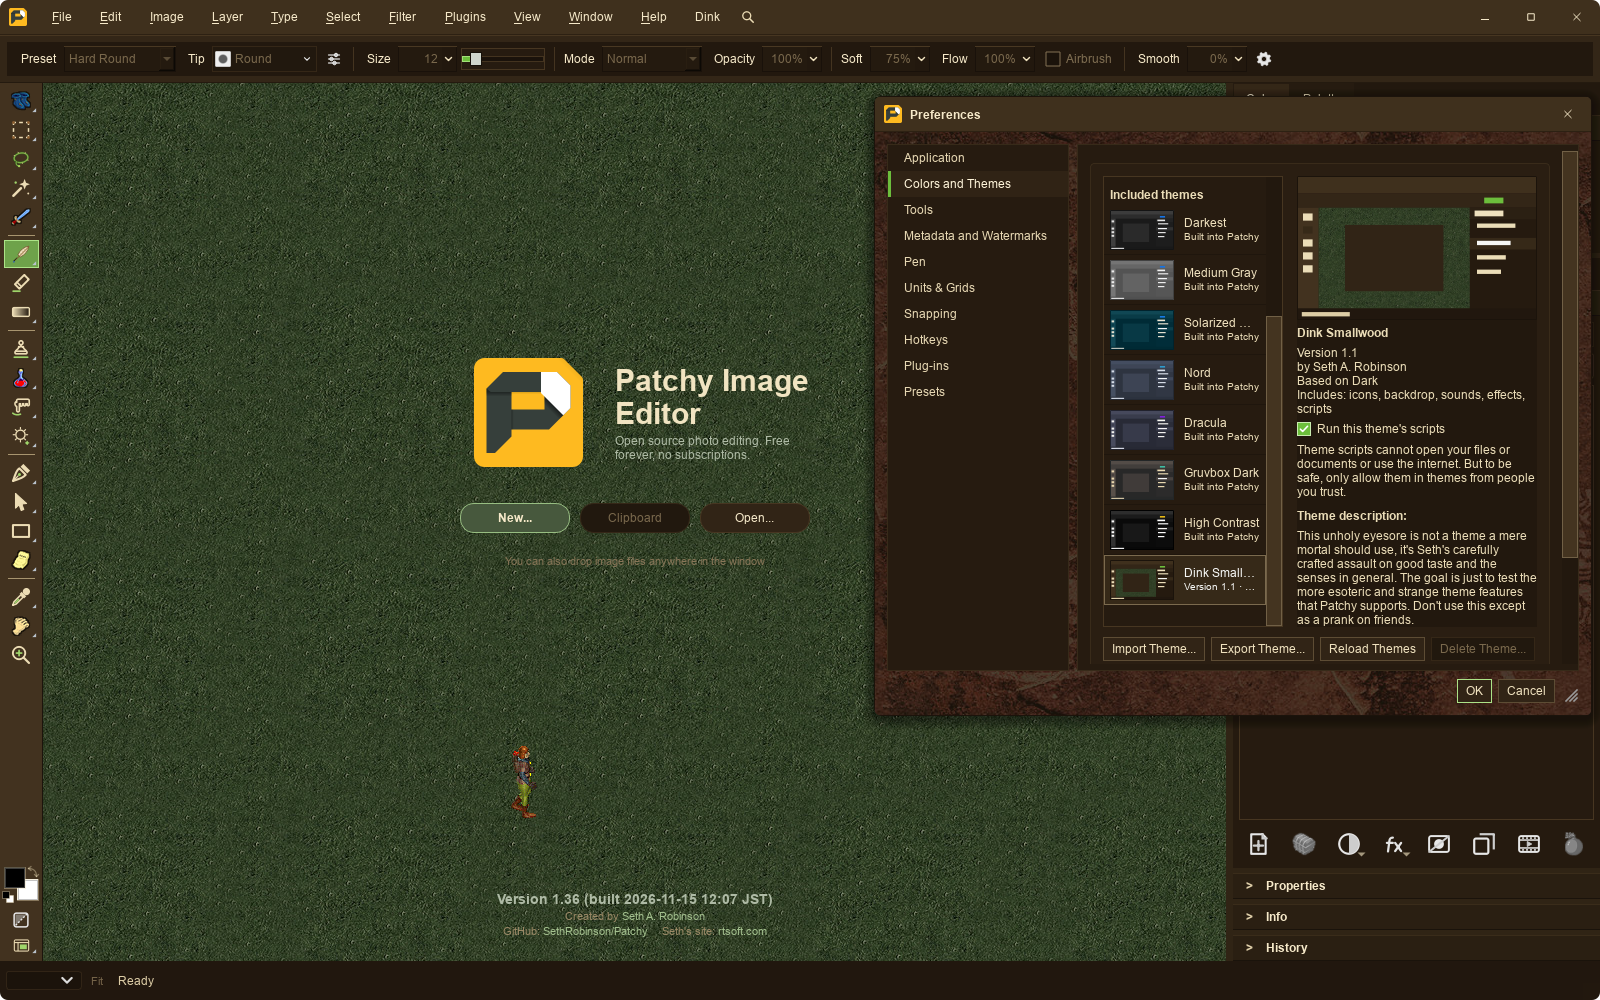 File Edit Image Layer Type Select Filter Plugins View Window Help Dink
Preset Hard Round Tip Round Size 12 Mode Normal Opacity 100% Soft 75% Flow 100% Airbrush Smooth 0%
Preferences
Application
Colors and Themes
Tools
Metadata and Watermarks
Pen
Units & Grids
Snapping
Hotkeys
Plug-ins
Presets
Included themes
Darkest
Built into Patchy
Medium Gray
Built into Patchy
Solarized ...
Built into Patchy
Nord
Built into Patchy
Dracula
Built into Patchy
Gruvbox Dark
Built into Patchy
High Contrast
Built into Patchy
Dink Small...
Version 1.1 · ...
Dink Smallwood
Version 1.1
by Seth A. Robinson
Based on Dark
Includes: icons, backdrop, sounds, effects,
scripts
Run this theme's scripts
Theme scripts cannot open your files or
documents or use the internet. But to be
safe, only allow them in themes from people
you trust.
Theme description:
This unholy eyesore is not a theme a mere
mortal should use, it's Seth's carefully
crafted assault on good taste and the
senses in general. The goal is just to test the
more esoteric and strange theme features
that Patchy supports. Don't use this except
as a prank on friends.
Import Theme... Export Theme... Reload Themes Delete Theme...
OK Cancel
Patchy Image
Editor
Open source photo editing. Free
forever, no subscriptions.
New... Clipboard Open...
You can also drop image files anywhere in the window
Version 1.36 (built 2026-11-15 12:07 JST)
Created by Seth A. Robinson
GitHub: SethRobinson/Patchy Seth's site: rtsoft.com
fx
> Properties
> Info
> History
Fit Ready